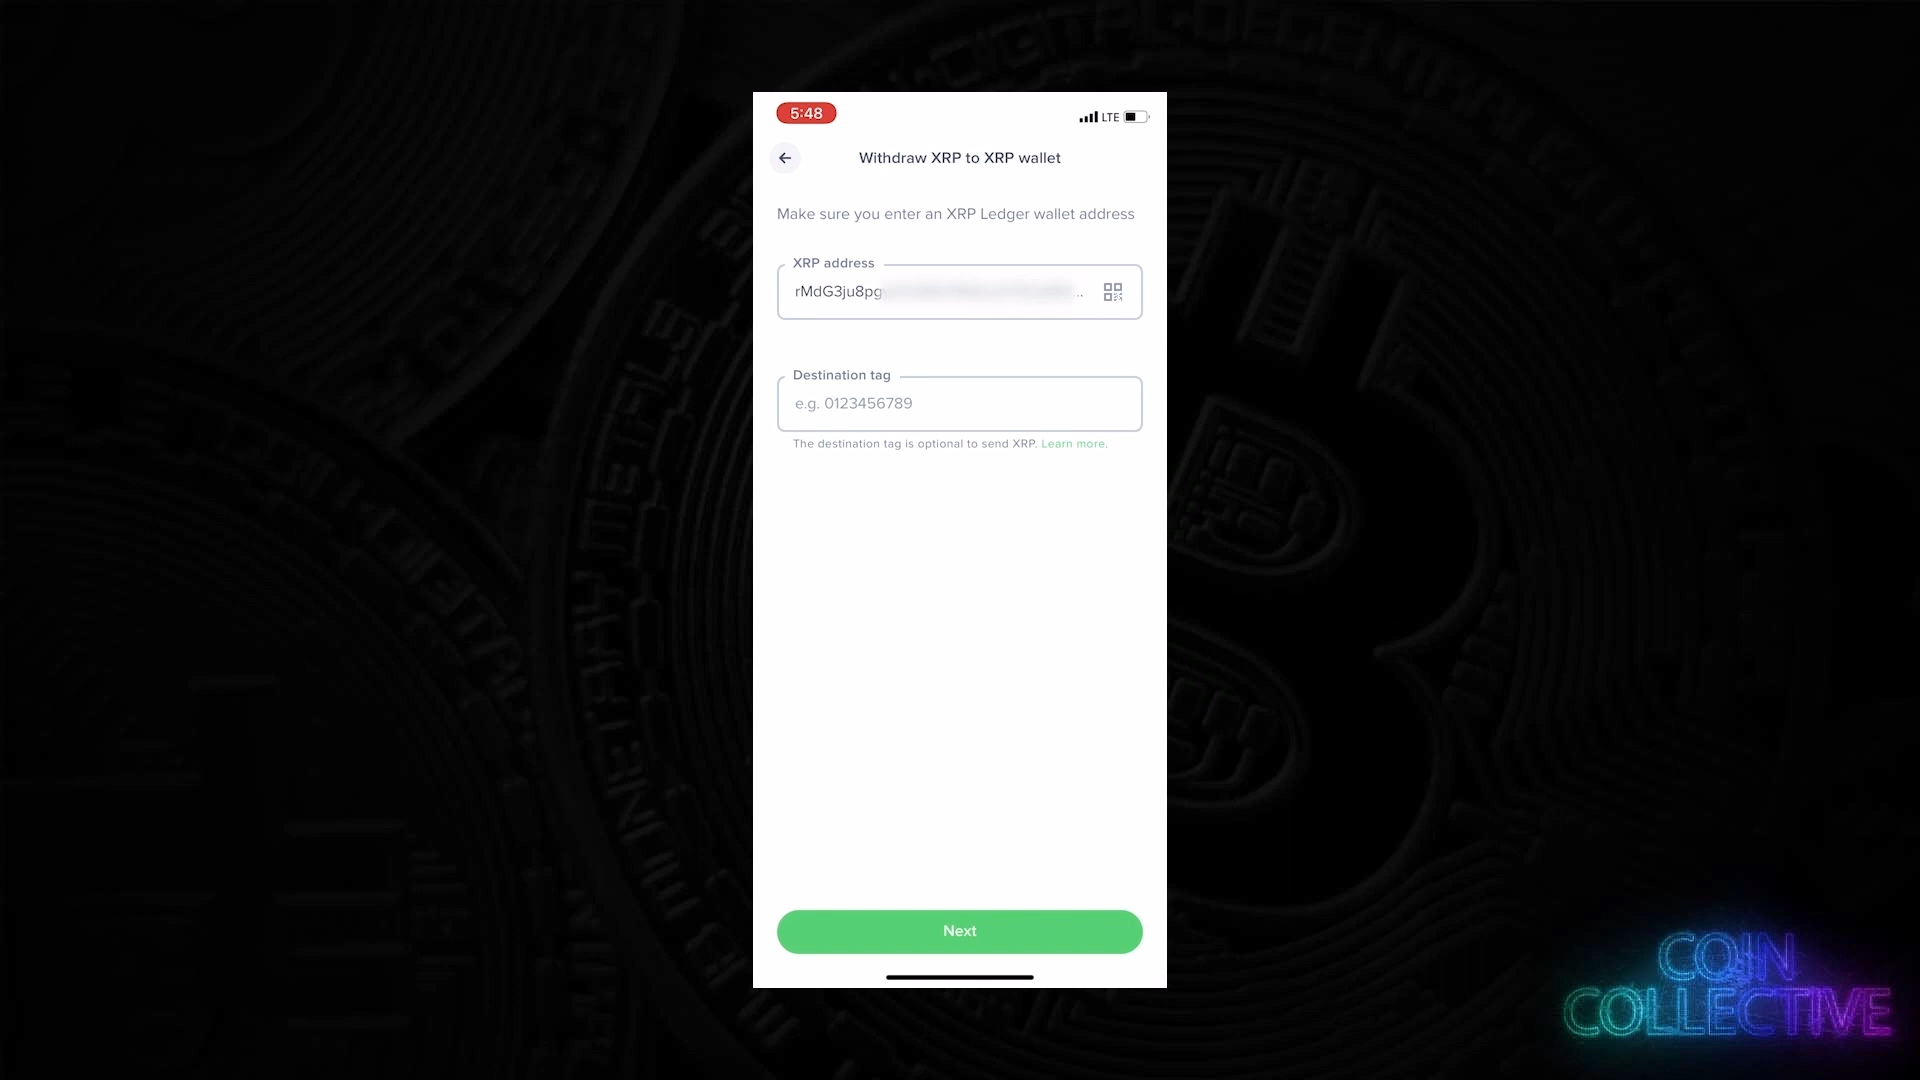 5:48
LTE
Withdraw XRP to XRP wallet
Make sure you enter an XRP Ledger wallet address
XRP address
rMdG3ju8pg
...
Destination tag
e.g. 0123456789
The destination tag is optional to send XRP. Learn more.
Next
COIN
COLLECTIVE